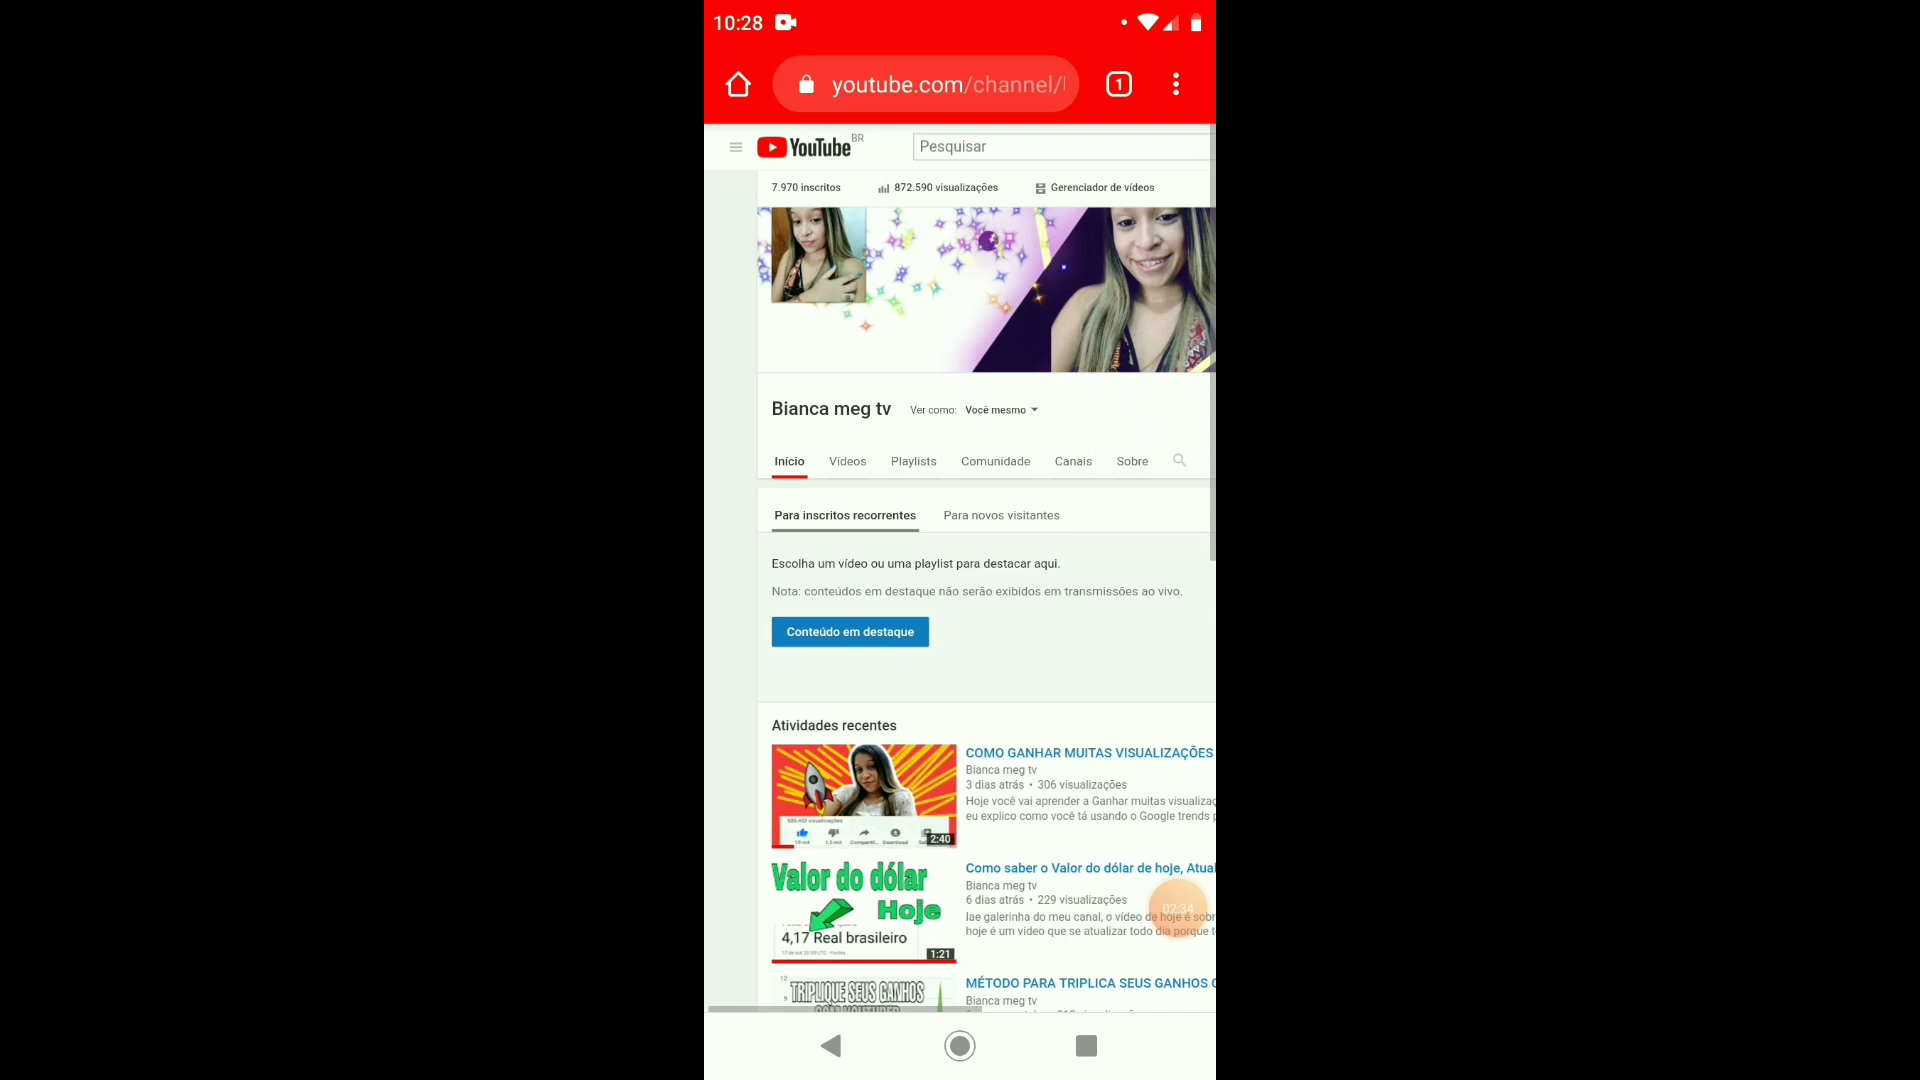 10:28
youtube.com/channel/
1
YouTube BR
Pesquisar
7.970 inscritos
872.590 visualizações
Gerenciador de vídeos
Bianca meg tv
Ver como: Você mesmo
Início
Vídeos
Playlists
Comunidade
Canais
Sobre
Para inscritos recorrentes
Para novos visitantes
Escolha um vídeo ou uma playlist para destacar aqui.
Nota: conteúdos em destaque não serão exibidos em transmissões ao vivo.
Conteúdo em destaque
Atividades recentes
COMO GANHAR MUITAS VISUALIZAÇÕES
Bianca meg tv
3 dias atrás • 306 visualizações
Hoje você vai aprender a Ganhar muitas visualizaç
eu explico como você tá usando o Google trends p
2:40
Valor do dólar
Hoje
4,17 Real brasileiro
1:21
Como saber o Valor do dólar de hoje, Atual
Bianca meg tv
6 dias atrás • 229 visualizações
Iae galerinha do meu canal, o vídeo de hoje é sobr
hoje é um vídeo que se atualizar todo dia porque t
02:34
TRIPLIQUE SEUS GANHOS
MÉTODO PARA TRIPLICA SEUS GANHOS
Bianca meg tv